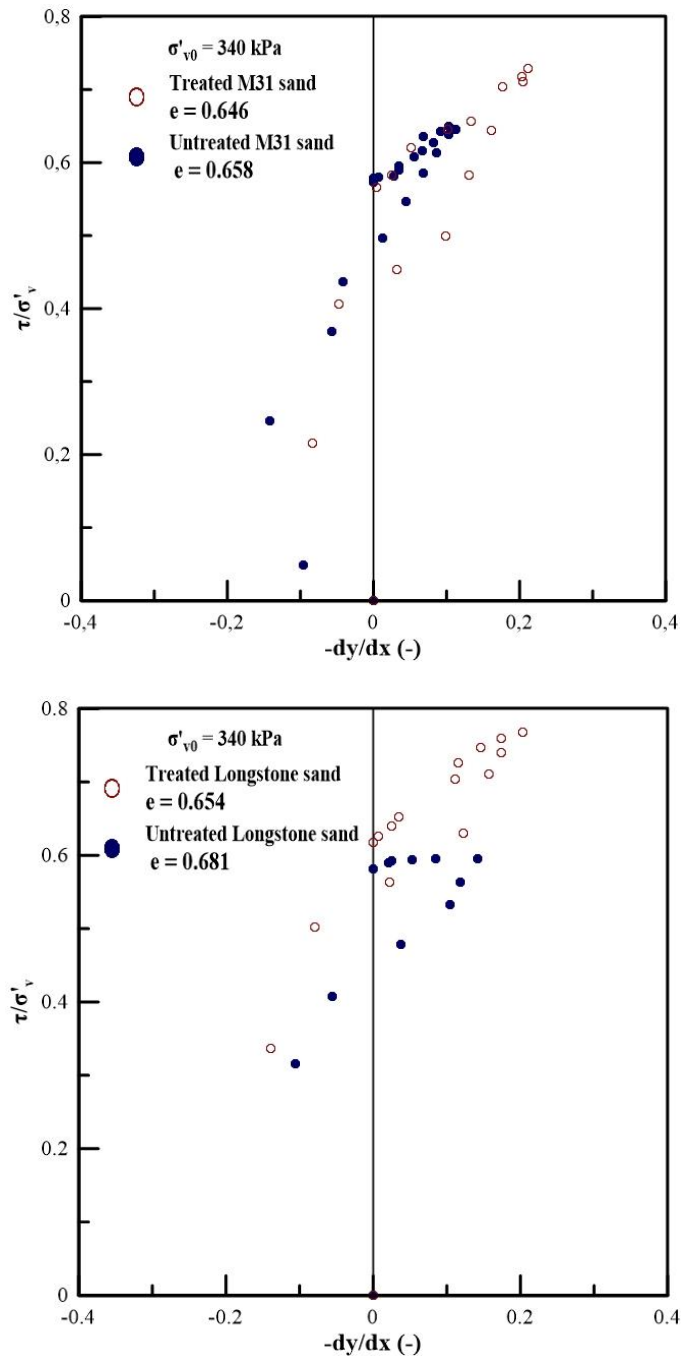 0,8
σ'v0 = 340 kPa
Treated M31 sand
e = 0.646
Untreated M31 sand
e = 0.658
0,6
τ/σ'v
0,4
0,2
0
-0,4 -0,2 0 0,2 0,4
-dy/dx (-)
0.8
σ'v0 = 340 kPa
Treated Longstone sand
e = 0.654
Untreated Longstone sand
e = 0.681
0.6
τ/σ'v
0.4
0.2
0
-0.4 -0.2 0 0.2 0.4
-dy/dx (-)